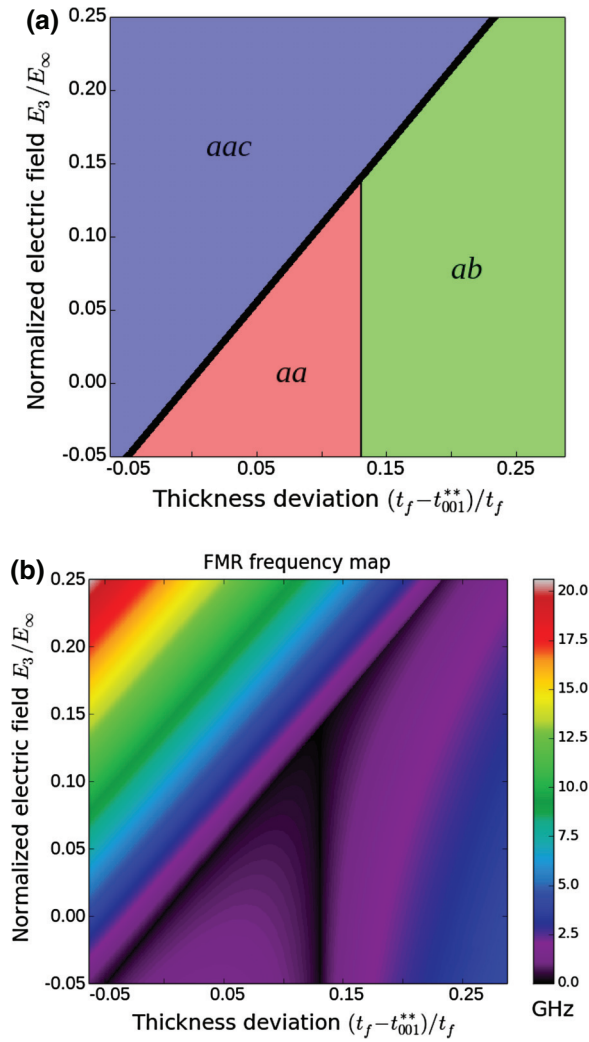 (a)
0.25
0.20
0.15
0.10
0.05
0.00
-0.05
Normalized electric field E₃/E∞
aac
aa
ab
-0.05 0.05 0.15 0.25
Thickness deviation (t_f−t**₀₀₁)/t_f
(b)
FMR frequency map
0.25
0.20
0.15
0.10
0.05
0.00
-0.05
Normalized electric field E₃/E∞
-0.05 0.05 0.15 0.25
Thickness deviation (t_f−t**₀₀₁)/t_f
20.0
17.5
15.0
12.5
10.0
7.5
5.0
2.5
0.0
GHz